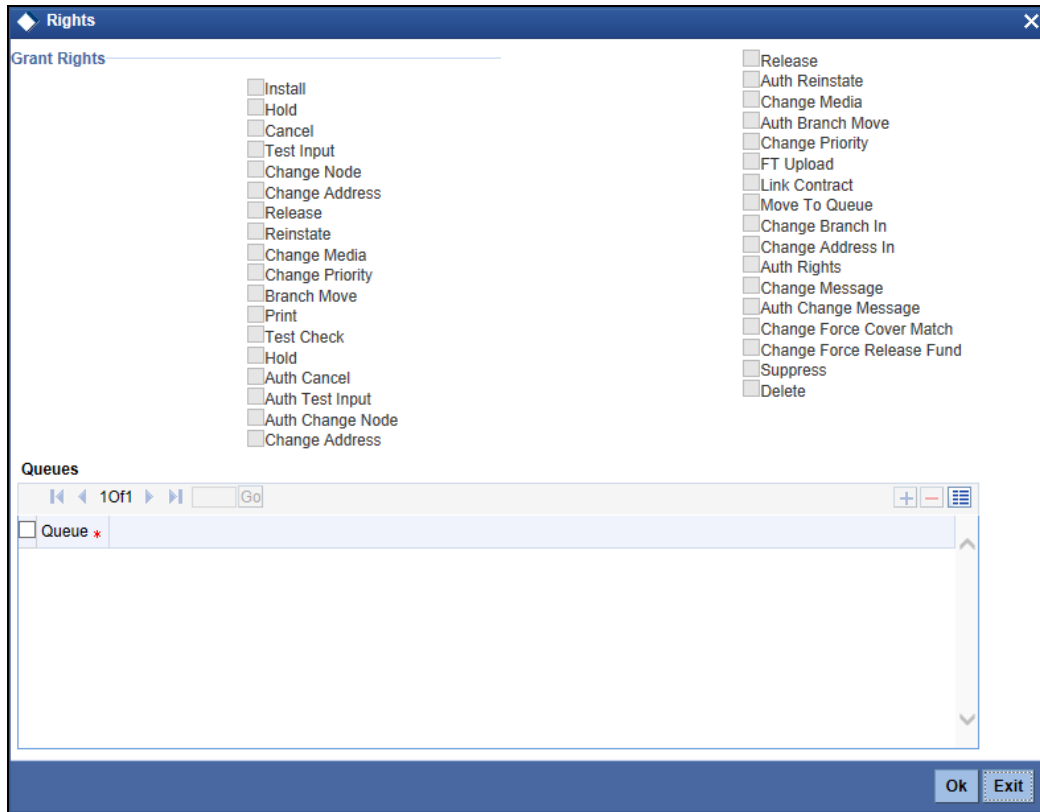 Rights
Grant Rights
Install
Hold
Cancel
Test Input
Change Node
Change Address
Release
Reinstate
Change Media
Change Priority
Branch Move
Print
Test Check
Hold
Auth Cancel
Auth Test Input
Auth Change Node
Change Address
Release
Auth Reinstate
Change Media
Auth Branch Move
Change Priority
FT Upload
Link Contract
Move To Queue
Change Branch In
Change Address In
Auth Rights
Change Message
Auth Change Message
Change Force Cover Match
Change Force Release Fund
Suppress
Delete
Queues
1Of1 Go
Queue *
Ok Exit